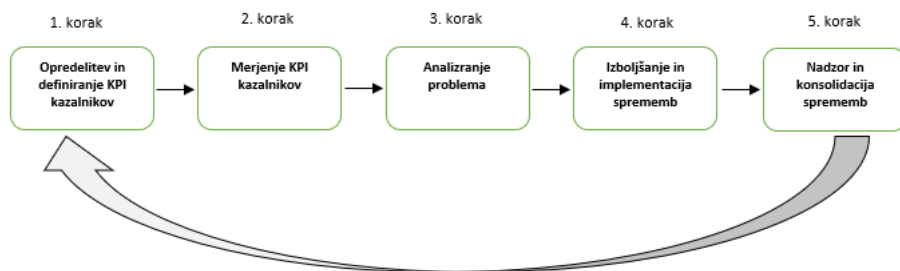 1. korak
2. korak
3. korak
4. korak
5. korak
Opredelitev in
definiranje KPI
kazalnikov
Merjenje KPI
kazalnikov
Analizranje
problema
Izboljšanje in
implementacija
sprememb
Nadzor in
konsolidacija
sprememb